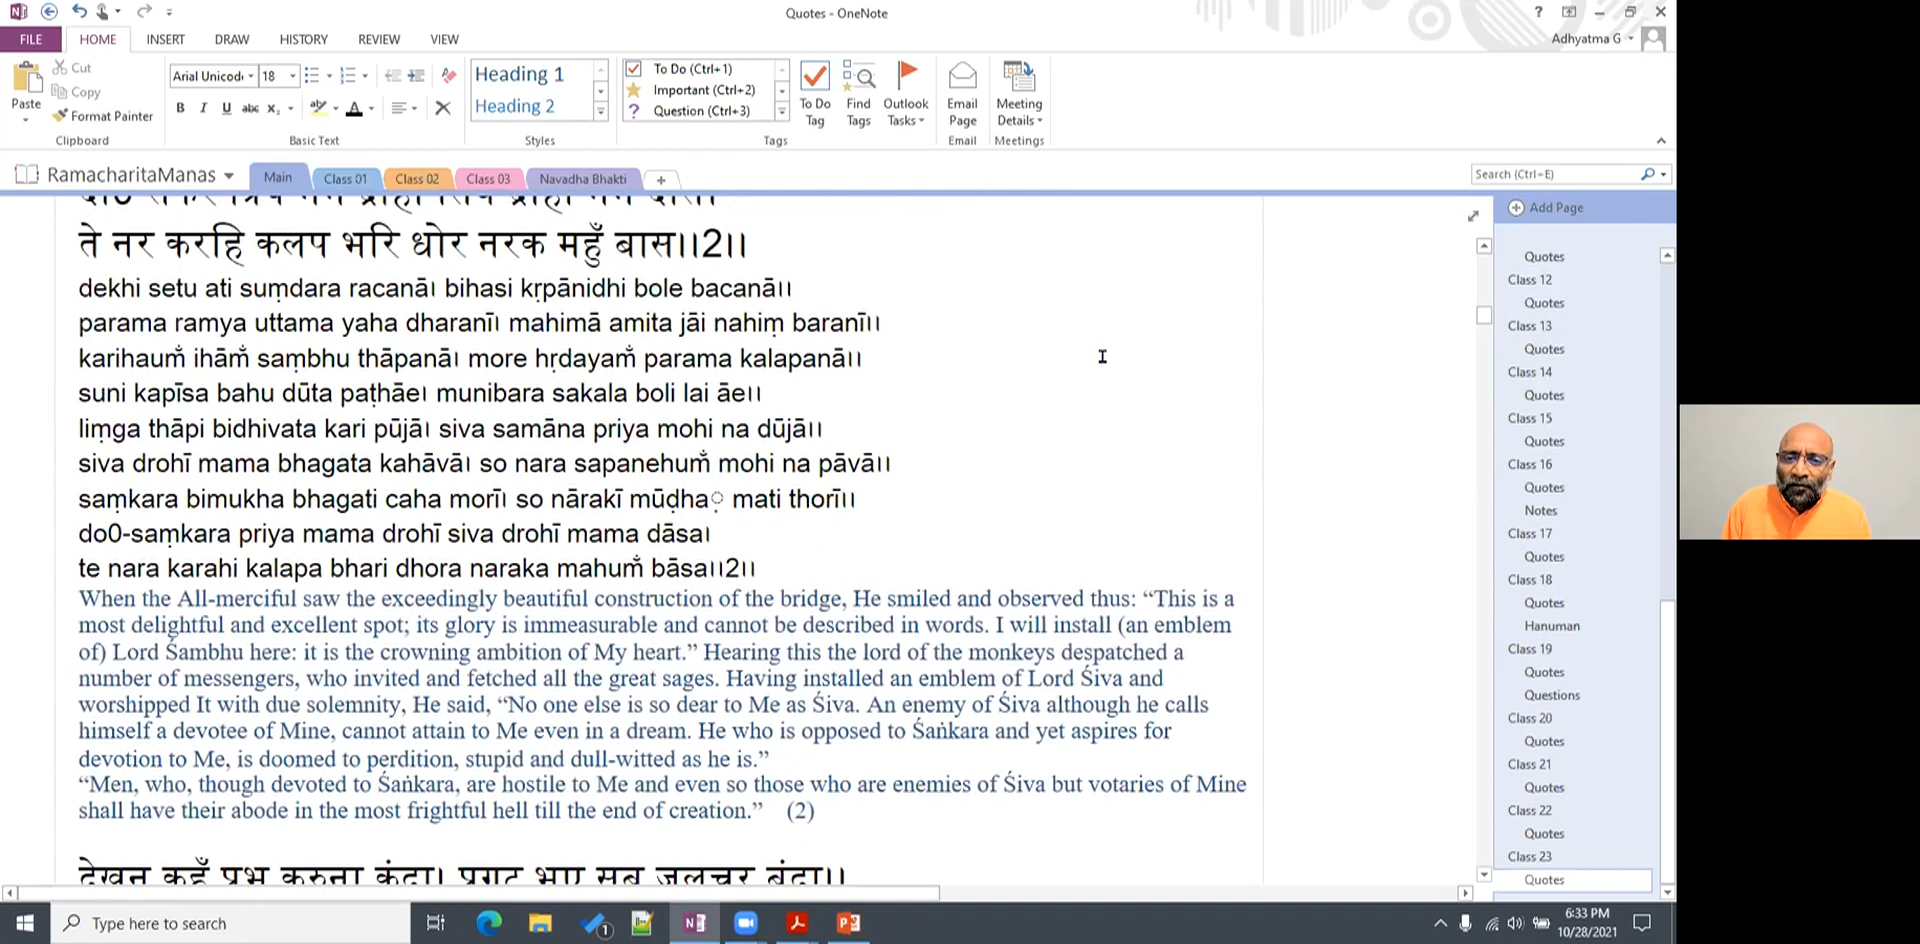 Quotes - OneNote
Adhyatma G
FILE HOME INSERT DRAW HISTORY REVIEW VIEW
Paste
Cut
Copy
Format Painter
Clipboard
Arial Unicod 18
Basic Text
Heading 1
Heading 2
Styles
To Do (Ctrl+1)
Important (Ctrl+2)
Question (Ctrl+3)
To Do Tag
Find Tags
Outlook Tasks
Tags
Email Page
Email
Meeting Details
Meetings
RamacharitaManas
Main Class 01 Class 02 Class 03 Navadha Bhakti
Search (Ctrl+E)
ते नर करहि कलप भरि धोर नरक महुँ बास।।2।।
dekhi setu ati suṃdara racanā। bihasi kṛpānidhi bole bacanā।।
parama ramya uttama yaha dharanī। mahimā amita jāi nahiṃ baranī।।
karihaum̐ ihām̐ saṃbhu thāpanā। more hṛdayam̐ parama kalapanā।।
suni kapīsa bahu dūta paṭhāe। munibara sakala boli lai āe।।
liṃga thāpi bidhivata kari pūjā। siva samāna priya mohi na dūjā।।
siva drohī mama bhagata kahāvā। so nara sapanehum̐ mohi na pāvā।।
saṃkara bimukha bhagati caha morī। so nārakī mūḍha़ mati thorī।।
do0-saṃkara priya mama drohī siva drohī mama dāsa।
te nara karahi kalapa bhari dhora naraka mahum̐ bāsa।।2।।
When the All-merciful saw the exceedingly beautiful construction of the bridge, He smiled and observed thus: “This is a
most delightful and excellent spot; its glory is immeasurable and cannot be described in words. I will install (an emblem
of) Lord Śambhu here: it is the crowning ambition of My heart.” Hearing this the lord of the monkeys despatched a
number of messengers, who invited and fetched all the great sages. Having installed an emblem of Lord Śiva and
worshipped It with due solemnity, He said, “No one else is so dear to Me as Śiva. An enemy of Śiva although he calls
himself a devotee of Mine, cannot attain to Me even in a dream. He who is opposed to Śaṅkara and yet aspires for
devotion to Me, is doomed to perdition, stupid and dull-witted as he is.”
“Men, who, though devoted to Śaṅkara, are hostile to Me and even so those who are enemies of Śiva but votaries of Mine
shall have their abode in the most frightful hell till the end of creation.” (2)
देखन कहुँ प्रभु करुना कंदा। प्रगट भए सब जलचर बृंदा।।
Add Page
Quotes
Class 12
Quotes
Class 13
Quotes
Class 14
Quotes
Class 15
Quotes
Class 16
Quotes
Notes
Class 17
Quotes
Class 18
Quotes
Hanuman
Class 19
Quotes
Questions
Class 20
Quotes
Class 21
Quotes
Class 22
Quotes
Class 23
Quotes
Type here to search
6:33 PM
10/28/2021